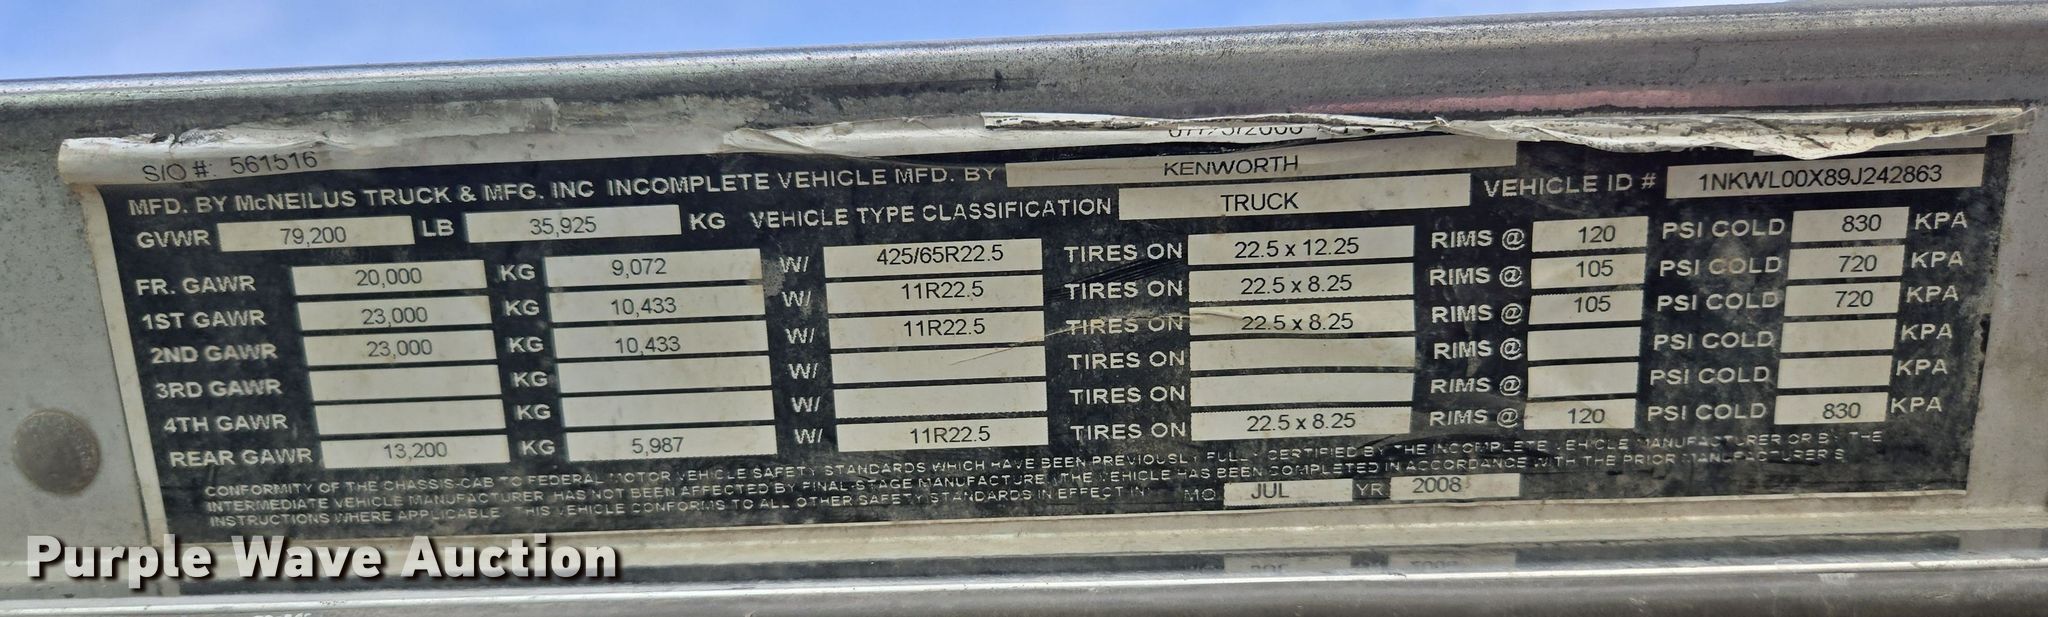 S/O #: 561516
MFD. BY McNEILUS TRUCK & MFG. INC INCOMPLETE VEHICLE MFD. BY KENWORTH VEHICLE ID # 1NKWL00X89J242863
GVWR 79,200 LB 35,925 KG VEHICLE TYPE CLASSIFICATION TRUCK
FR. GAWR 20,000 KG 9,072 W/ 425/65R22.5 TIRES ON 22.5 x 12.25 RIMS @ 120 PSI COLD 830 KPA
1ST GAWR 23,000 KG 10,433 W/ 11R22.5 TIRES ON 22.5 x 8.25 RIMS @ 105 PSI COLD 720 KPA
2ND GAWR 23,000 KG 10,433 W/ 11R22.5 TIRES ON 22.5 x 8.25 RIMS @ 105 PSI COLD 720 KPA
3RD GAWR KG W/ TIRES ON RIMS @ PSI COLD KPA
4TH GAWR KG W/ TIRES ON RIMS @ PSI COLD KPA
REAR GAWR 13,200 KG 5,987 W/ 11R22.5 TIRES ON 22.5 x 8.25 RIMS @ 120 PSI COLD 830 KPA
CONFORMITY OF THE CHASSIS-CAB TO FEDERAL MOTOR VEHICLE SAFETY STANDARDS WHICH HAVE BEEN PREVIOUSLY FULLY CERTIFIED BY THE INCOMPLETE VEHICLE MANUFACTURER OR BY THE
INTERMEDIATE VEHICLE MANUFACTURER HAS NOT BEEN AFFECTED BY FINAL-STAGE MANUFACTURE. THE VEHICLE HAS BEEN COMPLETED IN ACCORDANCE WITH THE PRIOR MANUFACTURER'S
INSTRUCTIONS WHERE APPLICABLE. THIS VEHICLE CONFORMS TO ALL OTHER SAFETY STANDARDS IN EFFECT IN: MO. JUL YR 2008
Purple Wave Auction